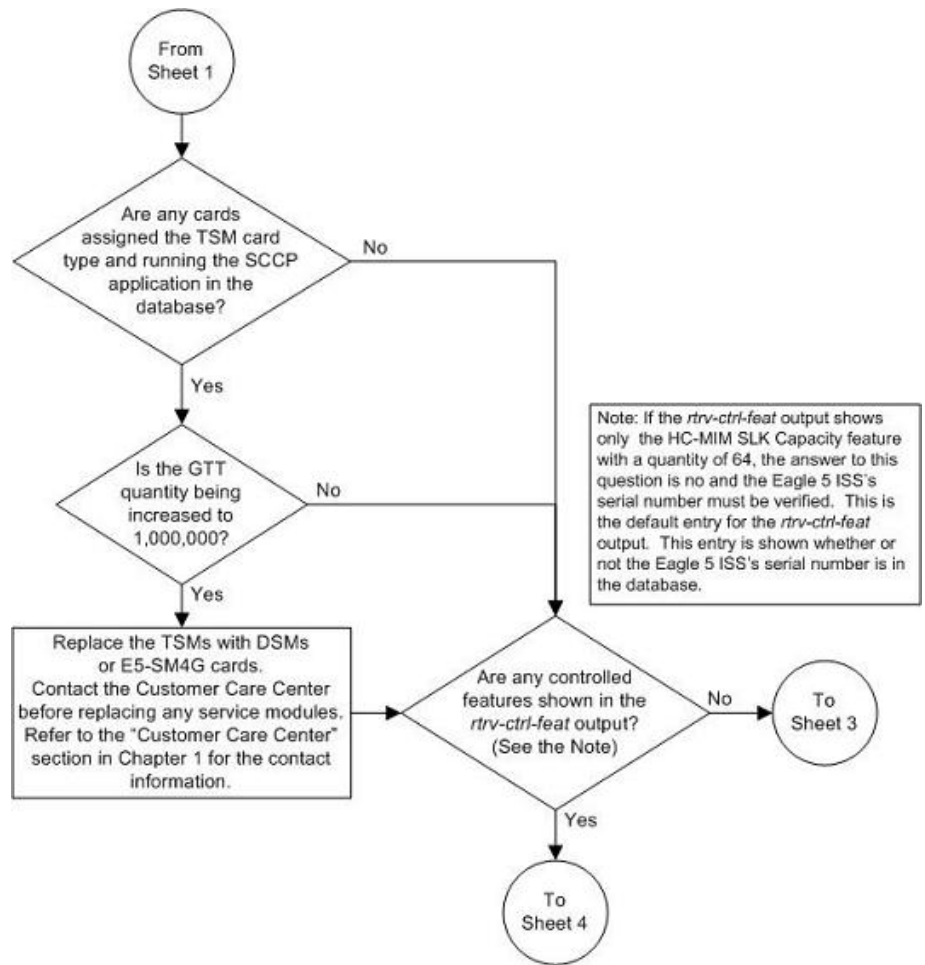 From
Sheet 1
Are any cards
assigned the TSM card
type and running the SCCP
application in the
database?
No
Yes
Is the GTT
quantity being
increased to
1,000,000?
No
Yes
Note: If the rtrv-ctrl-feat output shows
only the HC-MIM SLK Capacity feature
with a quantity of 64, the answer to this
question is no and the Eagle 5 ISS's
serial number must be verified. This is
the default entry for the rtrv-ctrl-feat
output. This entry is shown whether or
not the Eagle 5 ISS's serial number is in
the database.
Replace the TSMs with DSMs
or E5-SM4G cards.
Contact the Customer Care Center
before replacing any service modules.
Refer to the "Customer Care Center"
section in Chapter 1 for the contact
information.
Are any controlled
features shown in the
rtrv-ctrl-feat output?
(See the Note)
No
To
Sheet 3
Yes
To
Sheet 4